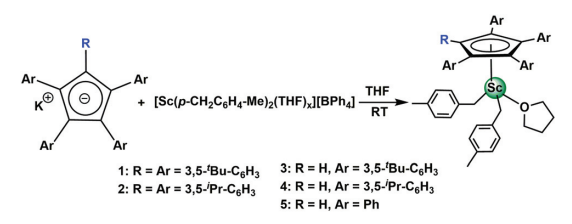 R
Ar
Ar
K⊕
⊖
Ar
Ar
+ [Sc(p-CH2C6H4-Me)2(THF)x][BPh4]
THF
RT
Ar
R
Ar
Ar
Ar
Sc
O
1: R = Ar = 3,5-tBu-C6H3
2: R = Ar = 3,5-iPr-C6H3
3: R = H, Ar = 3,5-tBu-C6H3
4: R = H, Ar = 3,5-iPr-C6H3
5: R = H, Ar = Ph